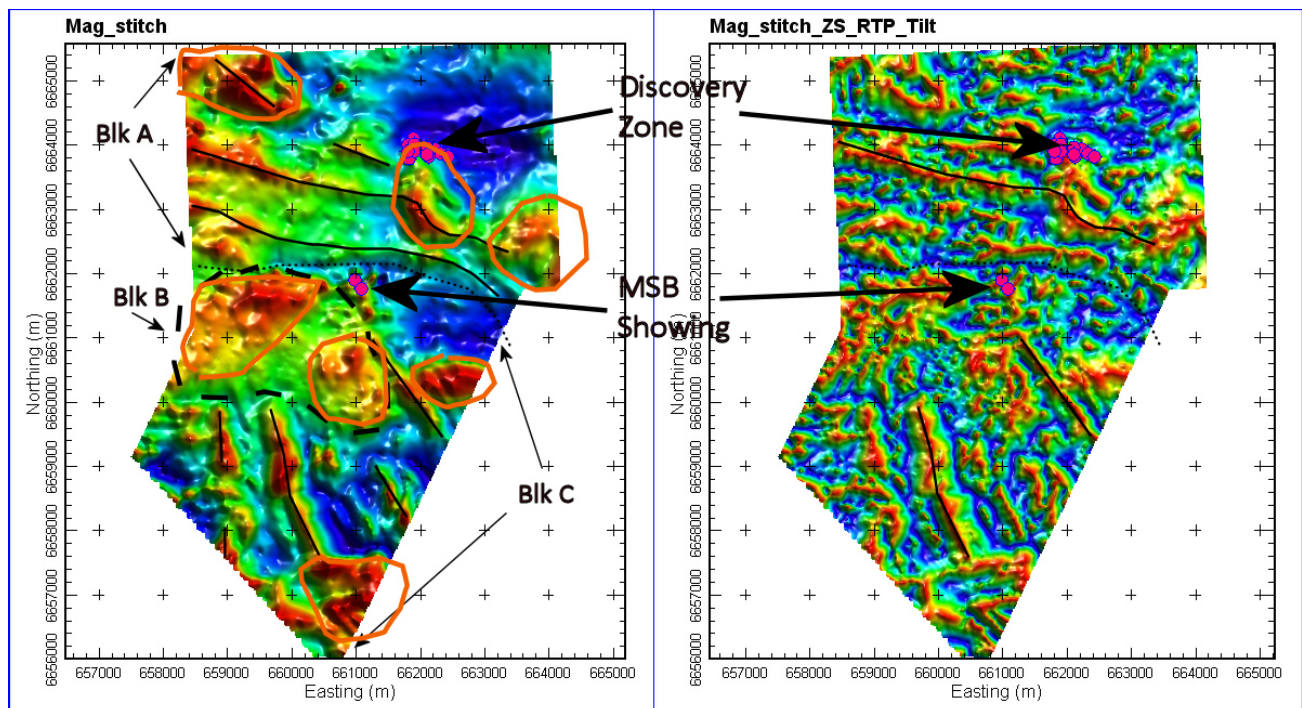 Mag_stitch
Mag_stitch_ZS_RTP_Tilt
Discovery
Zone
Blk A
MSB
Showing
Blk B
Blk C
Northing (m)
6665000
6664000
6663000
6662000
6661000
6660000
6659000
6658000
6657000
6656000
657000 658000 659000 660000 661000 662000 663000 664000 665000
Easting (m)
Northing (m)
6665000
6664000
6663000
6662000
6661000
6660000
6659000
6658000
6657000
6656000
657000 658000 659000 660000 661000 662000 663000 664000 665000
Easting (m)